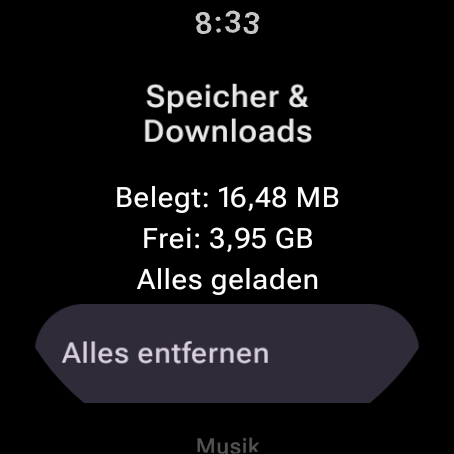 8:33
Speicher &
Downloads
Belegt: 16,48 MB
Frei: 3,95 GB
Alles geladen
Alles entfernen
Musik